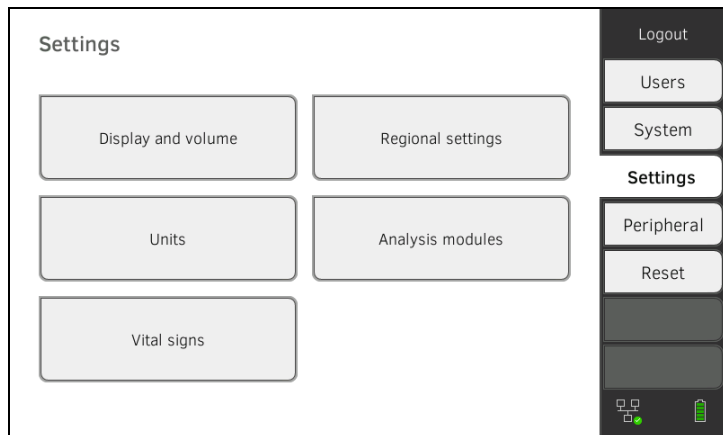 Settings
Display and volume
Regional settings
Units
Analysis modules
Vital signs
Logout
Users
System
Settings
Peripheral
Reset